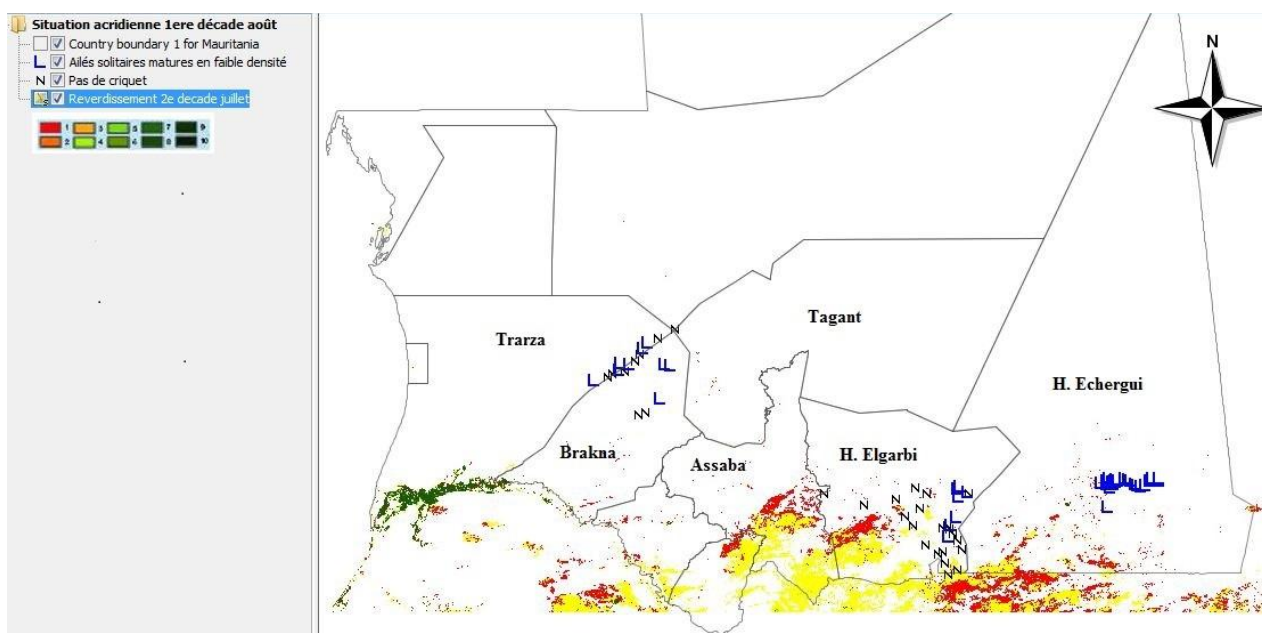 Situation acridienne 1ere décade août
Country boundary 1 for Mauritania
L Ailés solitaires matures en faible densité
N Pas de criquet
Reverdissement 2e decade juillet
1 3 5 7 9
2 4 6 8 10
N
Tagant
Trarza
H. Echergui
Brakna
Assaba
H. Elgarbi